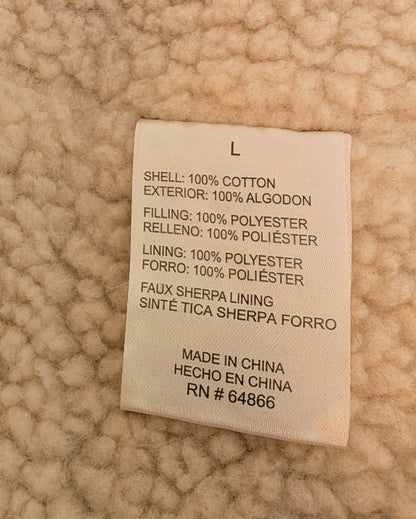 L
SHELL: 100% COTTON
EXTERIOR: 100% ALGODON
FILLING: 100% POLYESTER
RELLENO: 100% POLIÉSTER
LINING: 100% POLYESTER
FORRO: 100% POLIÉSTER
FAUX SHERPA LINING
SINTÉ TICA SHERPA FORRO
MADE IN CHINA
HECHO EN CHINA
RN # 64866